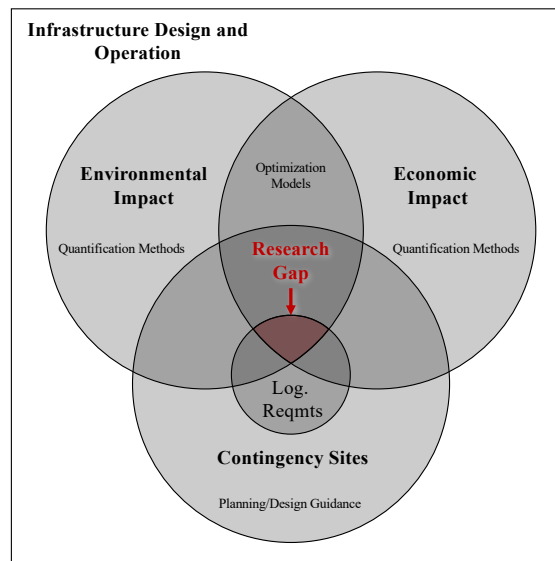 Infrastructure Design and
Operation
Environmental
Impact
Quantification Methods
Optimization
Models
Economic
Impact
Quantification Methods
Research
Gap
Log.
Reqmts
Contingency Sites
Planning/Design Guidance